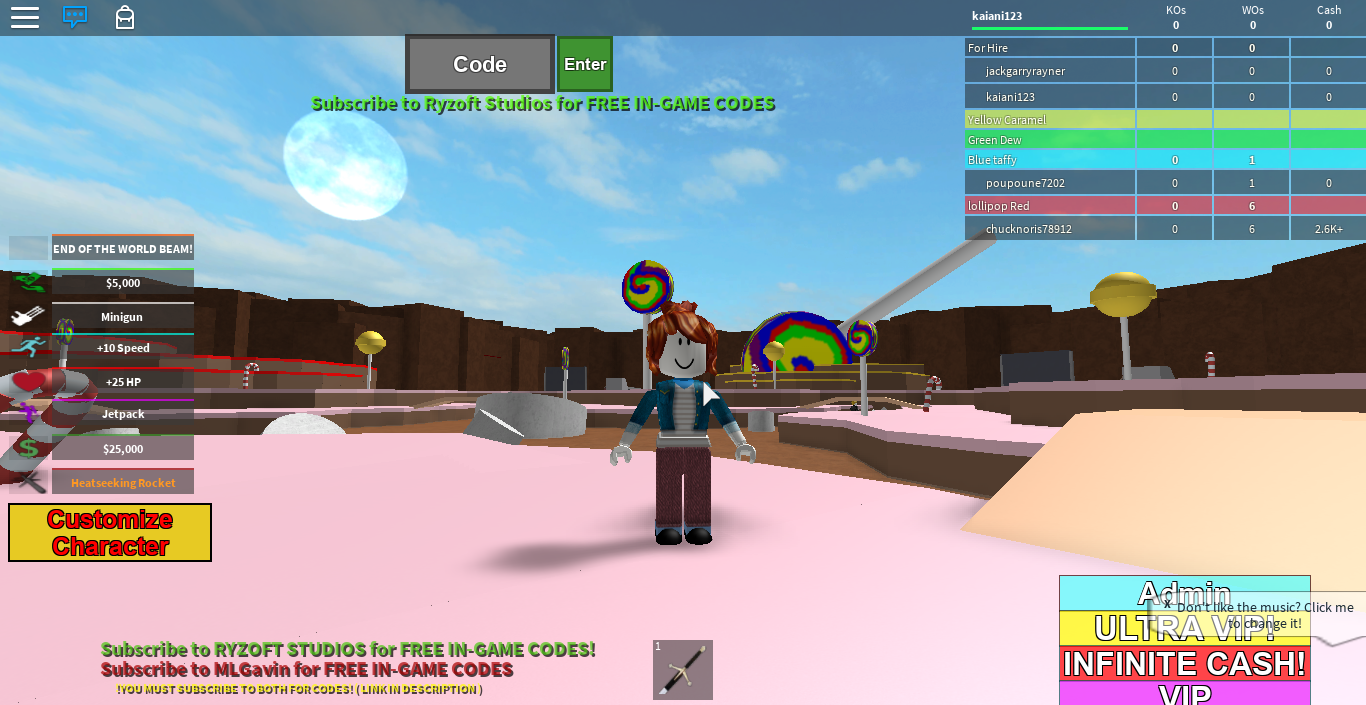 kaiani123
KOs WOs Cash
0 0 0
For Hire 0 0
jackgarryrayner 0 0 0
kaiani123 0 0 0
Yellow Caramel
Green Dew
Blue taffy 0 1
poupoune7202 0 1 0
lollipop Red 0 6
chucknoris78912 0 6 2.6K+
Code Enter
Subscribe to Ryzoft Studios for FREE IN-GAME CODES
END OF THE WORLD BEAM!
$5,000
Minigun
+10 Speed
+25 HP
Jetpack
$25,000
Heatseeking Rocket
Customize
Character
Subscribe to RYZOFT STUDIOS for FREE IN-GAME CODES!
Subscribe to MLGavin for FREE IN-GAME CODES
!YOU MUST SUBSCRIBE TO BOTH FOR CODES! ( LINK IN DESCRIPTION )
1
Admin
X Don't like the music? Click me
to change it!
ULTRA VIP!
INFINITE CASH!
VIP